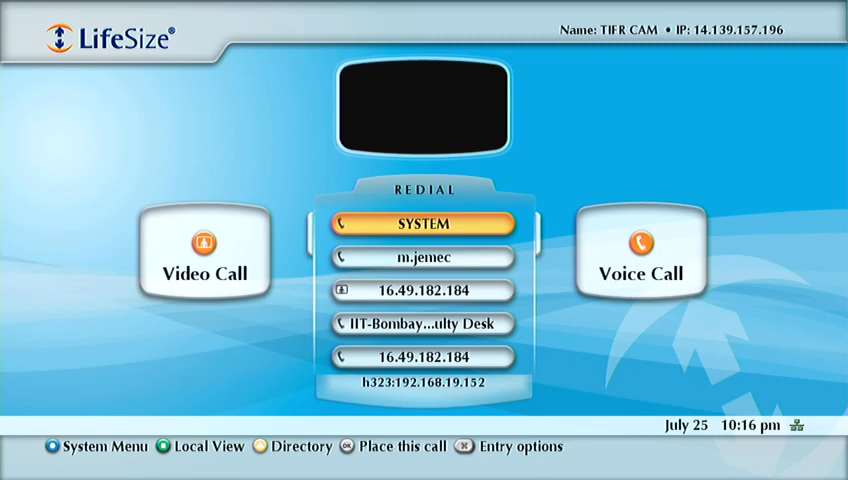 LifeSize®
Name: TIFR CAM • IP: 14.139.157.196
REDIAL
SYSTEM
m.jemec
16.49.182.184
IIT-Bombay...ulty Desk
16.49.182.184
h323:192.168.19.152
Video Call
Voice Call
July 25 10:16 pm
System Menu Local View Directory OK Place this call Entry options